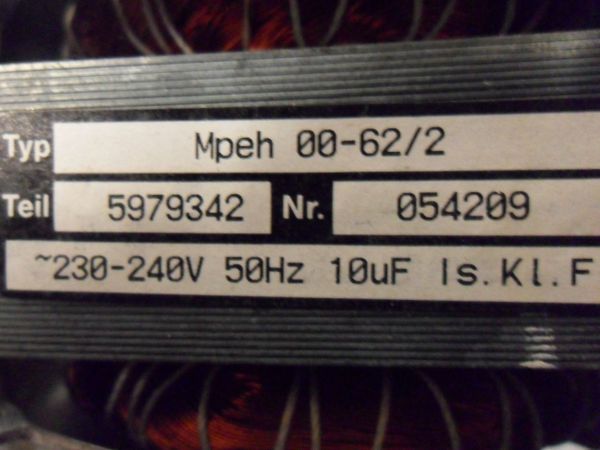 Typ Mpeh 00-62/2
Teil 5979342 Nr. 054209
~230-240V 50Hz 10uF Is.Kl.F